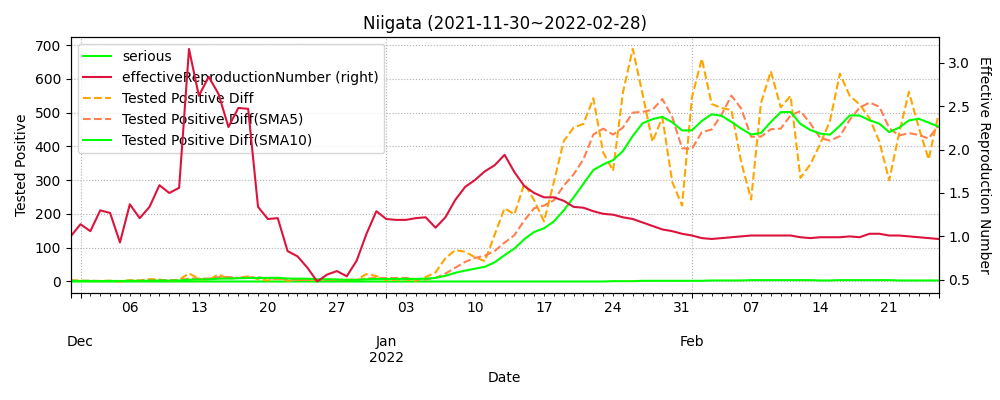 Niigata (2021-11-30~2022-02-28)
serious
effectiveReproductionNumber (right)
Tested Positive Diff
Tested Positive Diff(SMA5)
Tested Positive Diff(SMA10)
Tested Positive
700
600
500
400
300
200
100
0
3.0
2.5
2.0
1.5
1.0
0.5
Effective Reproduction Number
06 13 20 27 03 10 17 24 31 07 14 21
Dec Jan Feb
2022
Date